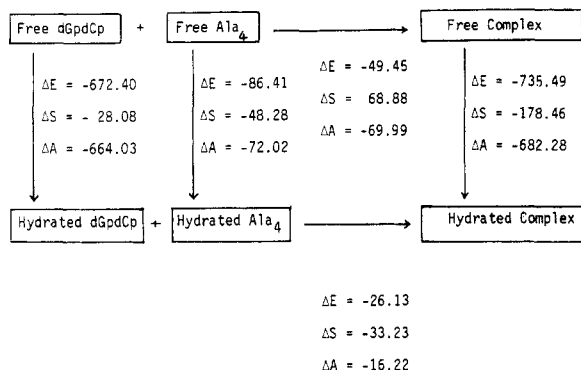 Free dGpdCp + Free Ala4 Free Complex
ΔE = -672.40
ΔS = - 28.08
ΔA = -664.03
ΔE = -86.41
ΔS = -48.28
ΔA = -72.02
ΔE = -49.45
ΔS = 68.88
ΔA = -69.99
ΔE = -735.49
ΔS = -178.46
ΔA = -682.28
Hydrated dGpdCp + Hydrated Ala4 Hydrated Complex
ΔE = -26.13
ΔS = -33.23
ΔA = -16.22